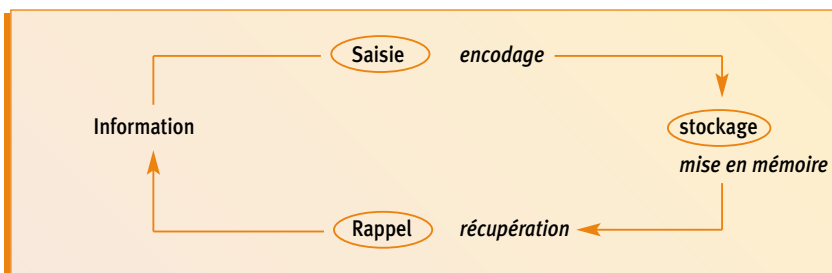 Saisie encodage
Information
stockage
mise en mémoire
Rappel récupération